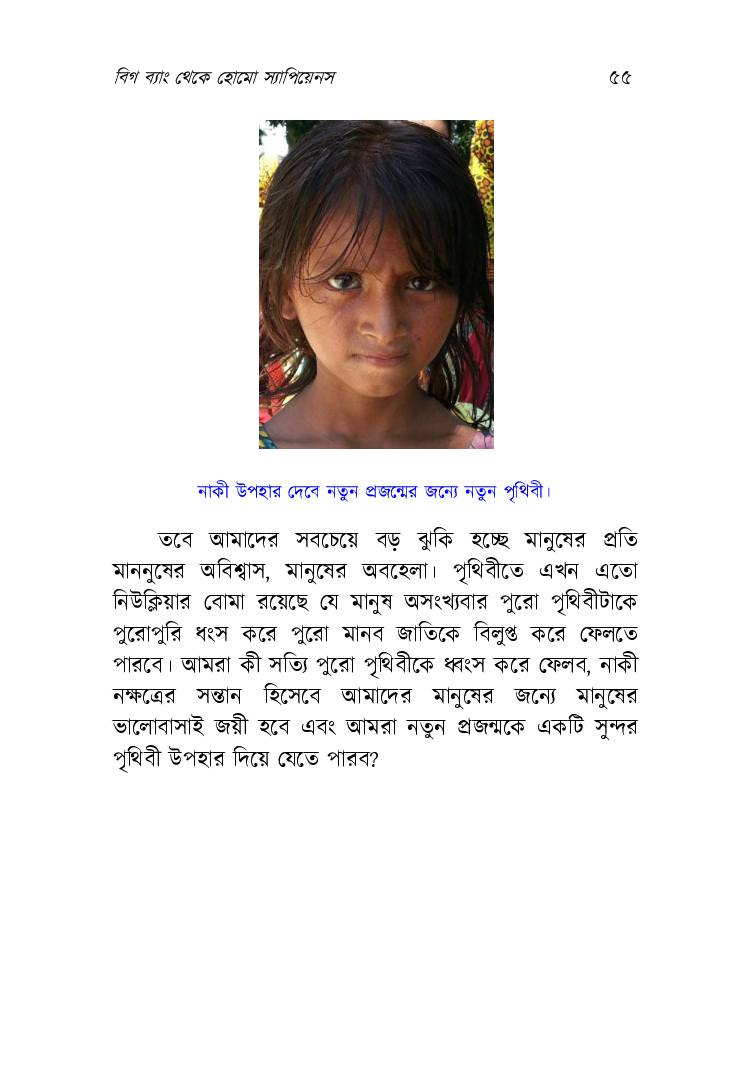 বিগ ব্যাং থেকে হোমো স্যাপিয়েনস ৫৫
নাকী উপহার দেবে নতুন প্রজন্মের জন্যে নতুন পৃথিবী।
তবে আমাদের সবচেয়ে বড় ঝুকি হচ্ছে মানুষের প্রতি
মাননুষের অবিশ্বাস, মানুষের অবহেলা। পৃথিবীতে এখন এতো
নিউক্লিয়ার বোমা রয়েছে যে মানুষ অসংখ্যবার পুরো পৃথিবীটাকে
পুরোপুরি ধংস করে পুরো মানব জাতিকে বিলুপ্ত করে ফেলতে
পারবে। আমরা কী সত্যি পুরো পৃথিবীকে ধ্বংস করে ফেলব, নাকী
নক্ষত্রের সন্তান হিসেবে আমাদের মানুষের জন্যে মানুষের
ভালোবাসাই জয়ী হবে এবং আমরা নতুন প্রজন্মকে একটি সুন্দর
পৃথিবী উপহার দিয়ে যেতে পারব?